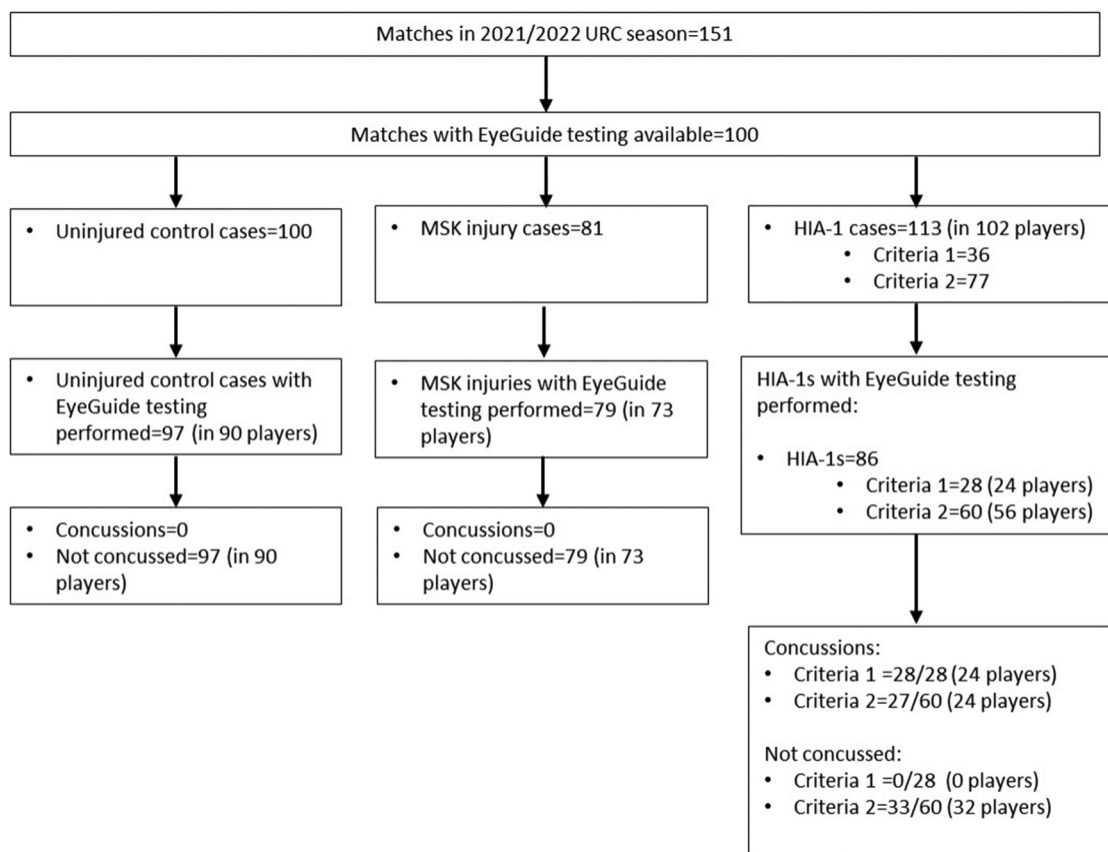 Matches in 2021/2022 URC season=151
Matches with EyeGuide testing available=100
• Uninjured control cases=100
• MSK injury cases=81
• HIA-1 cases=113 (in 102 players)
• Criteria 1=36
• Criteria 2=77
• Uninjured control cases with
EyeGuide testing
performed=97 (in 90 players)
• MSK injuries with EyeGuide
testing performed=79 (in 73
players)
HIA-1s with EyeGuide testing
performed:
• HIA-1s=86
• Criteria 1=28 (24 players)
• Criteria 2=60 (56 players)
• Concussions=0
• Not concussed=97 (in 90
players)
• Concussions=0
• Not concussed=79 (in 73
players)
Concussions:
• Criteria 1 =28/28 (24 players)
• Criteria 2=27/60 (24 players)
Not concussed:
• Criteria 1 =0/28 (0 players)
• Criteria 2=33/60 (32 players)